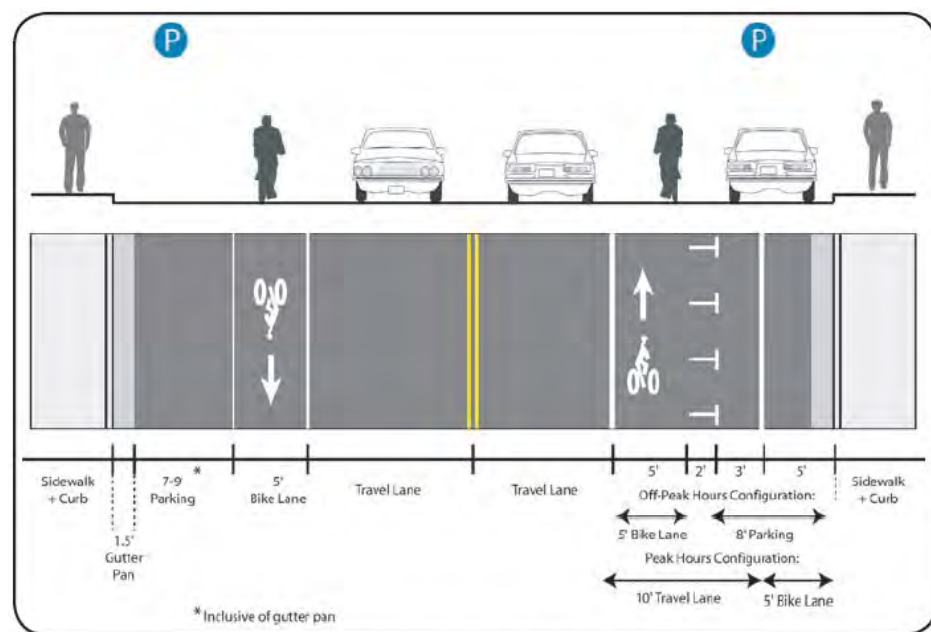 P
P
Sidewalk
+ Curb
1.5'
Gutter
Pan
7-9 *
Parking
5'
Bike Lane
Travel Lane
Travel Lane
5'
2'
3'
5'
Off-Peak Hours Configuration:
5' Bike Lane
8' Parking
Peak Hours Configuration:
10' Travel Lane
5' Bike Lane
Sidewalk
+ Curb
* Inclusive of gutter pan